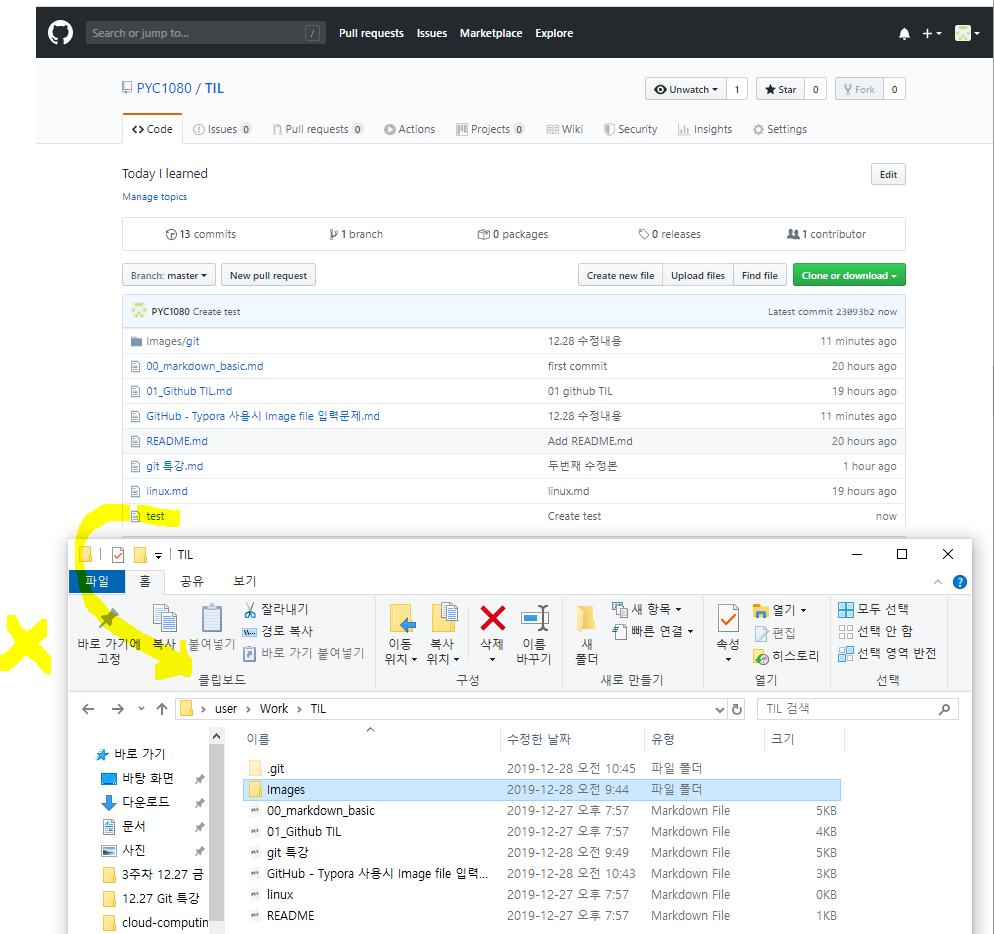 Search or jump to... /
Pull requests Issues Marketplace Explore
PYC1080 / TIL
Unwatch 1 Star 0 Fork 0
Code Issues 0 Pull requests 0 Actions Projects 0 Wiki Security Insights Settings
Today I learned Edit
Manage topics
13 commits 1 branch 0 packages 0 releases 1 contributor
Branch: master New pull request Create new file Upload files Find file Clone or download
PYC1080 Create test Latest commit 23093b2 now
Images/git 12.28 수정내용 11 minutes ago
00_markdown_basic.md first commit 20 hours ago
01_Github TIL.md 01 github TIL 19 hours ago
GitHub - Typora 사용시 Image file 입력문제.md 12.28 수정내용 11 minutes ago
README.md Add README.md 20 hours ago
git 특강.md 두번째 수정본 1 hour ago
linux.md linux.md 19 hours ago
test Create test now
TIL
파일 홈 공유 보기
바로 가기에 고정 복사 붙여넣기 잘라내기 경로 복사 바로 가기 붙여넣기
이동 위치 복사 위치 삭제 이름 바꾸기 새 폴더 새 항목 빠른 연결
속성 열기 편집 히스토리 모두 선택 선택 안 함 선택 영역 반전
클립보드 구성 새로 만들기 열기 선택
user Work TIL TIL 검색
이름 수정한 날짜 유형 크기
바로 가기
바탕 화면
다운로드
문서
사진
3주차 12.27 금
12.27 Git 특강
cloud-computin
.git 2019-12-28 오전 10:45 파일 폴더
Images 2019-12-28 오전 9:44 파일 폴더
00_markdown_basic 2019-12-27 오후 7:57 Markdown File 5KB
01_Github TIL 2019-12-27 오후 7:57 Markdown File 4KB
git 특강 2019-12-28 오전 9:49 Markdown File 5KB
GitHub - Typora 사용시 Image file 입력... 2019-12-28 오전 10:43 Markdown File 3KB
linux 2019-12-27 오후 7:57 Markdown File 0KB
README 2019-12-27 오후 7:57 Markdown File 1KB